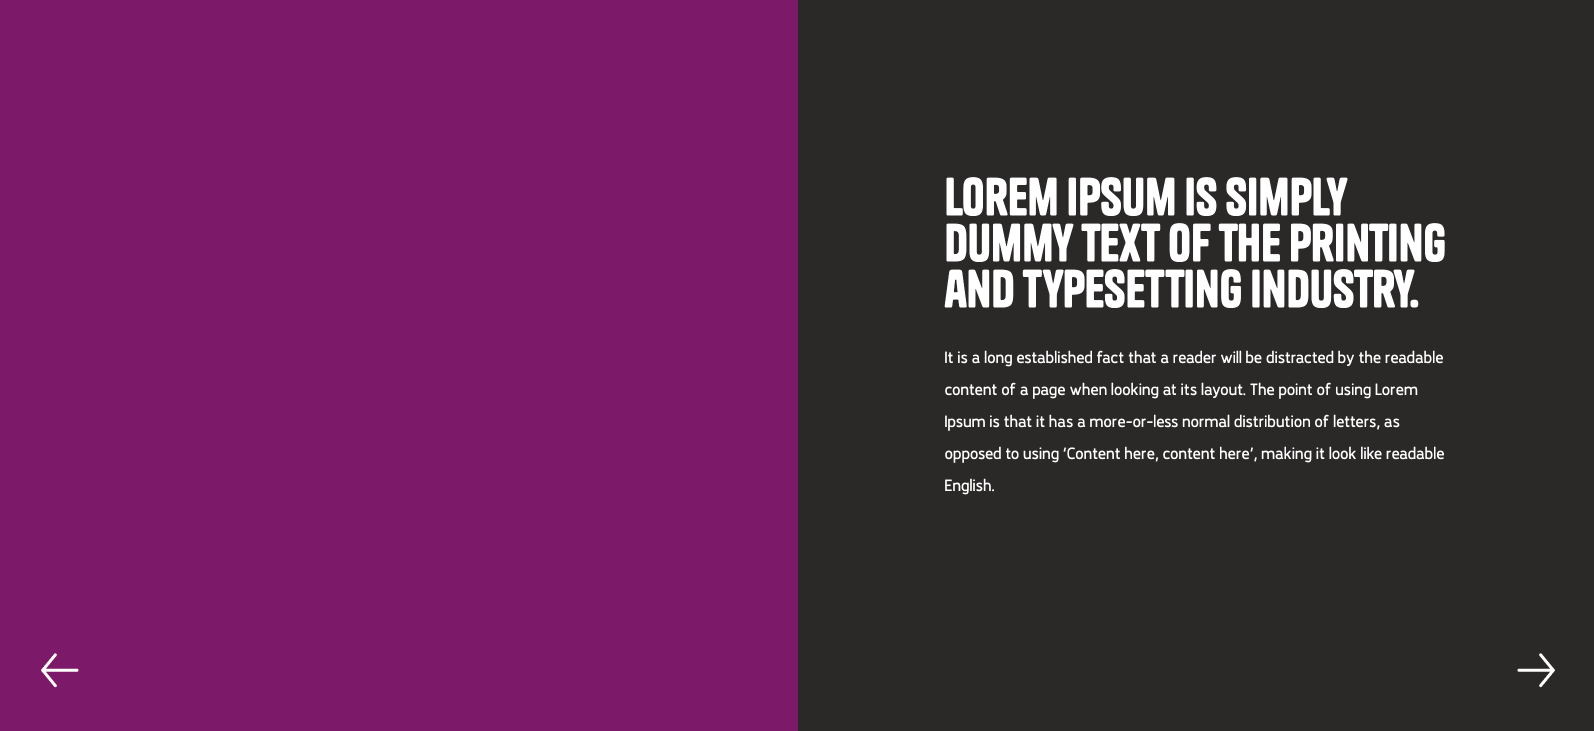 LOREM IPSUM IS SIMPLY
DUMMY TEXT OF THE PRINTING
AND TYPESETTING INDUSTRY.
It is a long established fact that a reader will be distracted by the readable
content of a page when looking at its layout. The point of using Lorem
Ipsum is that it has a more-or-less normal distribution of letters, as
opposed to using 'Content here, content here', making it look like readable
English.